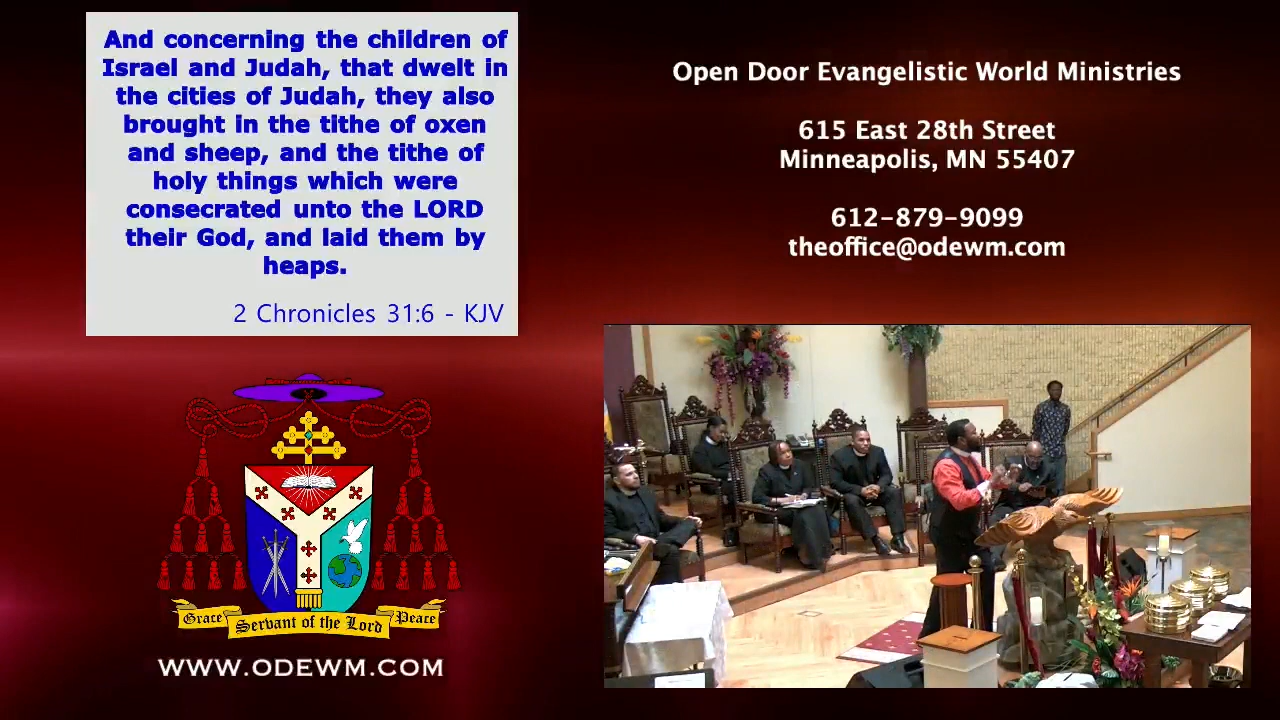 And concerning the children of
Israel and Judah, that dwelt in
the cities of Judah, they also
brought in the tithe of oxen
and sheep, and the tithe of
holy things which were
consecrated unto the LORD
their God, and laid them by
heaps.
2 Chronicles 31:6 - KJV
Open Door Evangelistic World Ministries
615 East 28th Street
Minneapolis, MN 55407
612-879-9099
theoffice@odewm.com
Grace
Servant of the Lord
Peace
WWW.ODEWM.COM